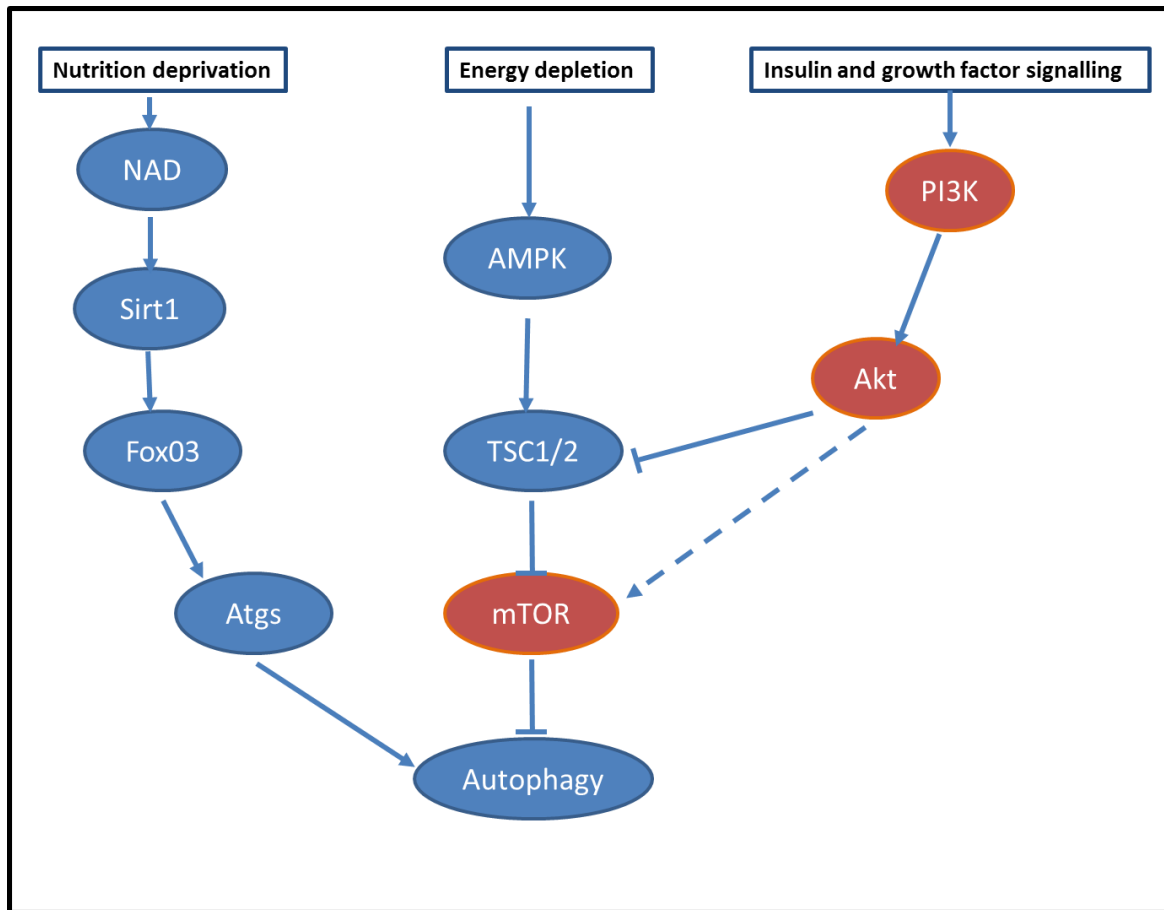 Nutrition deprivation
Energy depletion
Insulin and growth factor signalling
NAD
PI3K
AMPK
Sirt1
Akt
Fox03
TSC1/2
Atgs
mTOR
Autophagy